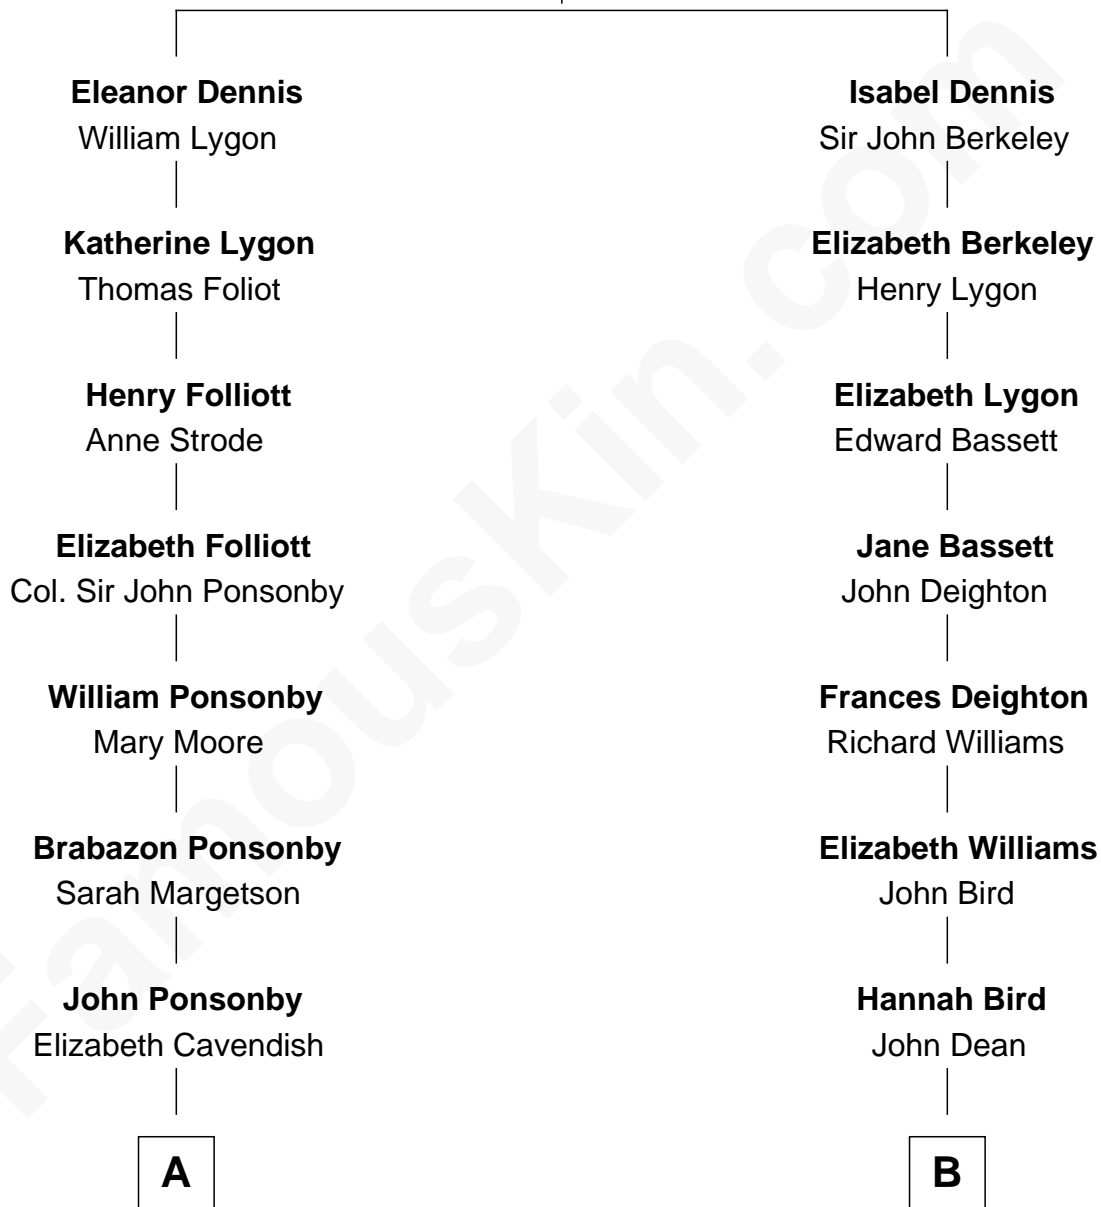 Eleanor Dennis
William Lygon
Katherine Lygon
Thomas Foliot
Henry Folliott
Anne Strode
Elizabeth Folliott
Col. Sir John Ponsonby
William Ponsonby
Mary Moore
Brabazon Ponsonby
Sarah Margetson
John Ponsonby
Elizabeth Cavendish
A
Isabel Dennis
Sir John Berkeley
Elizabeth Berkeley
Henry Lygon
Elizabeth Lygon
Edward Bassett
Jane Bassett
John Deighton
Frances Deighton
Richard Williams
Elizabeth Williams
John Bird
Hannah Bird
John Dean
B
FamousKin.com